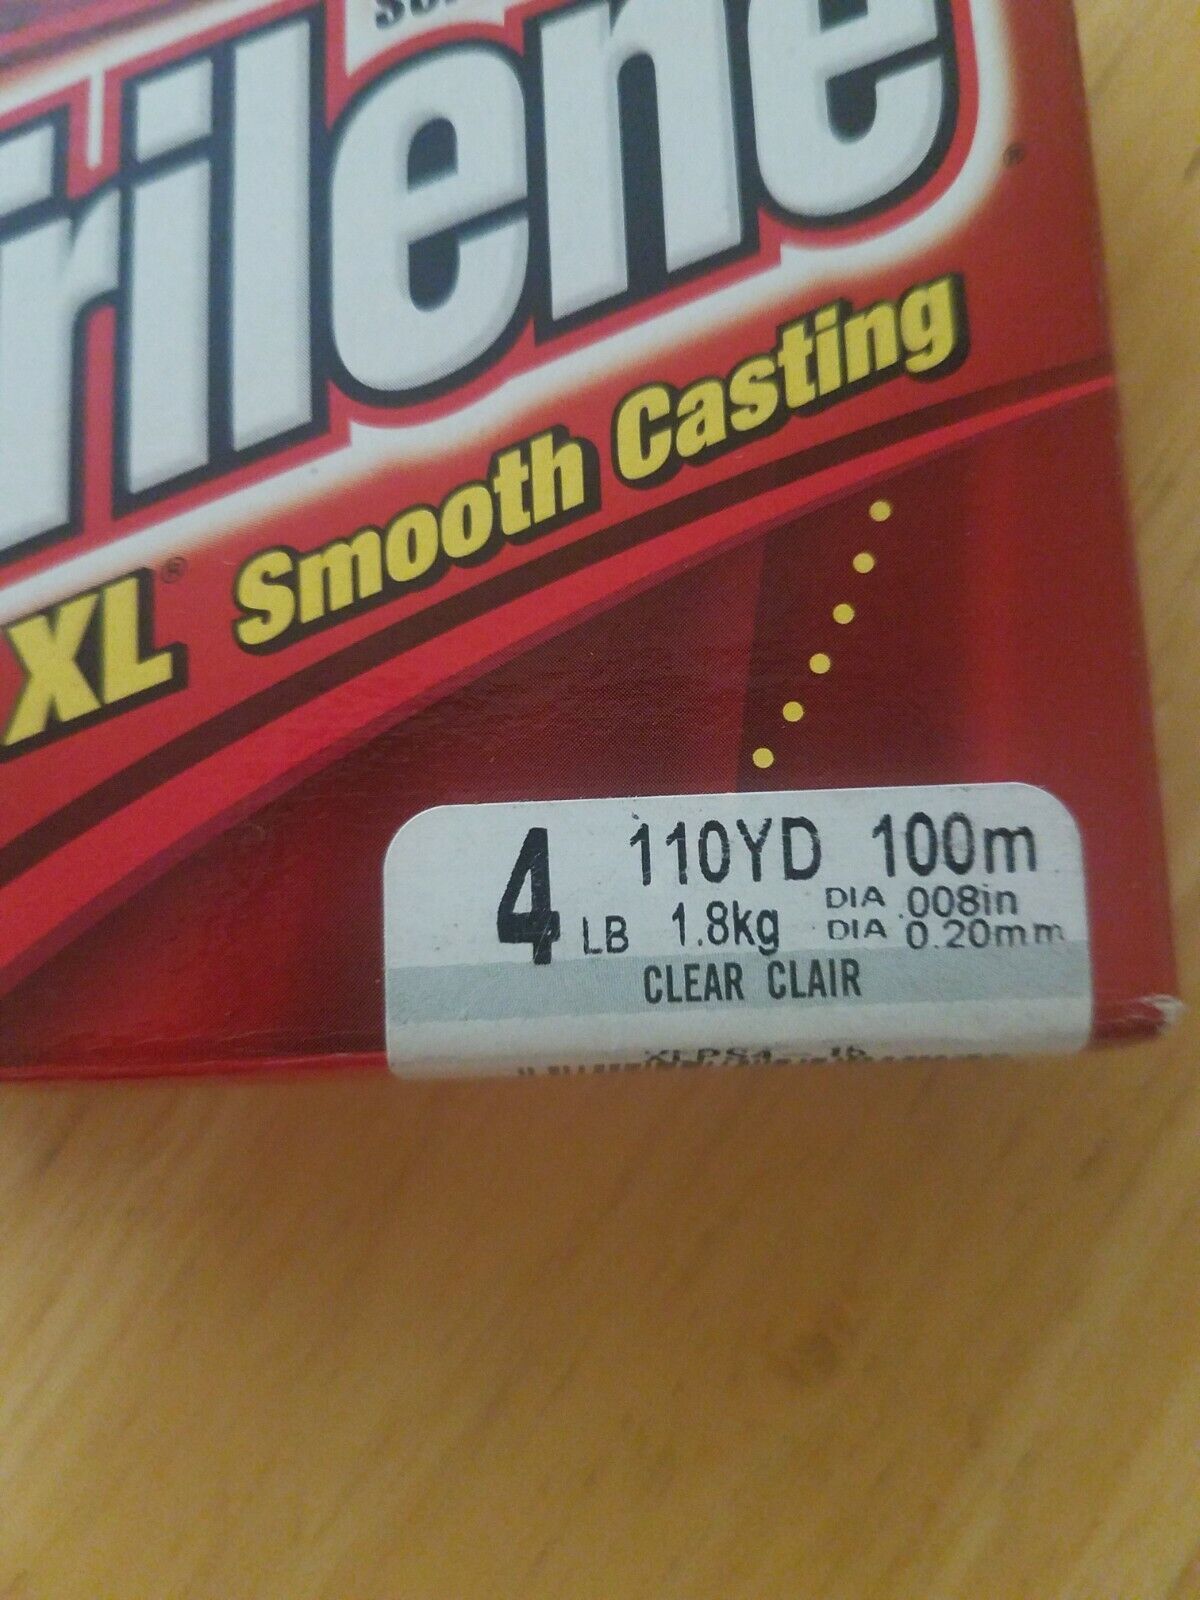 rilene®
XL® Smooth Casting
4 LB 110YD 100m
1.8kg DIA .008in
DIA 0.20mm
CLEAR CLAIR